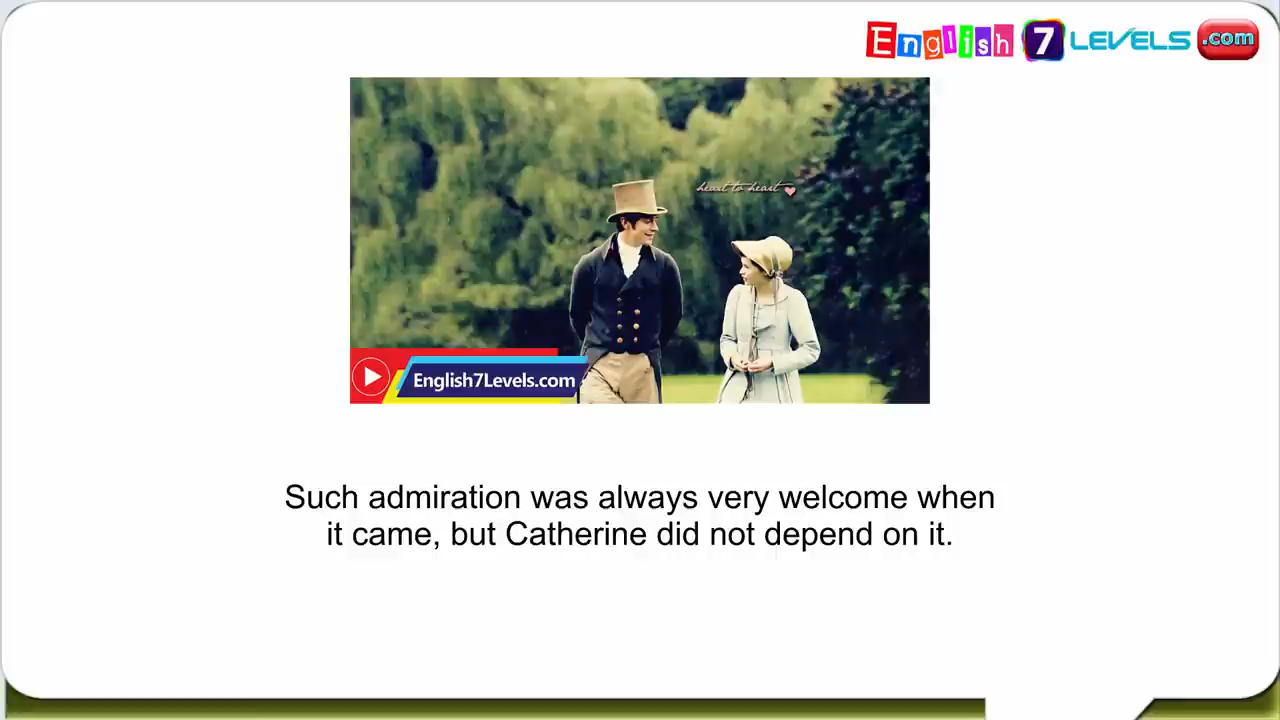 English 7 LEVELS .com
heart to heart
English7Levels.com
Such admiration was always very welcome when
it came, but Catherine did not depend on it.